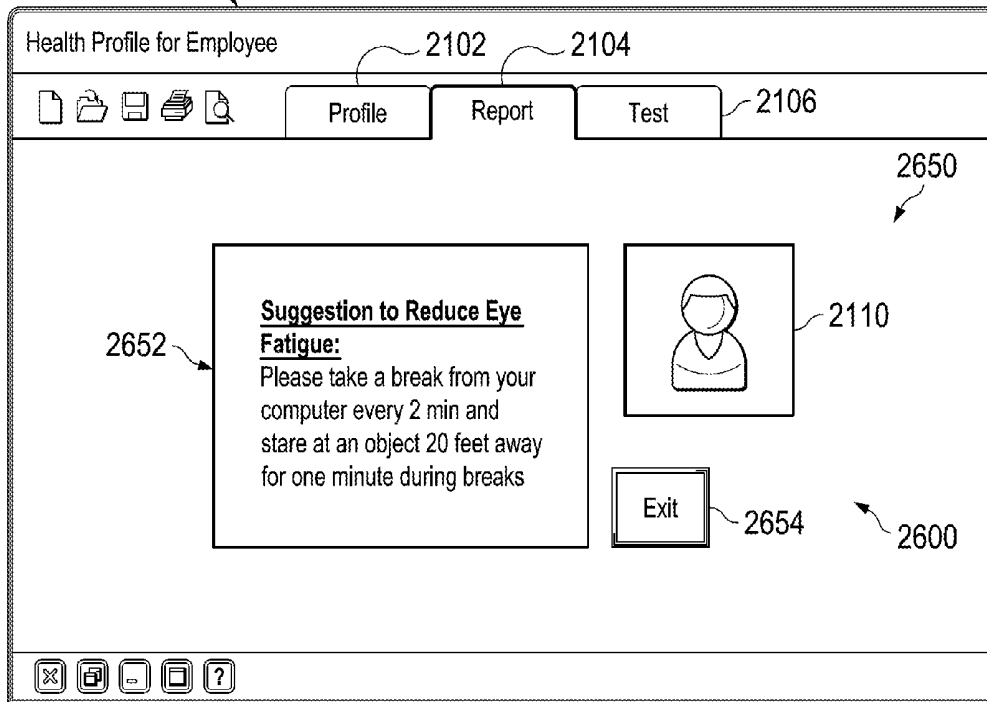 Health Profile for Employee
2102
2104
Profile
Report
Test
2106
2650
Suggestion to Reduce Eye
Fatigue:
Please take a break from your
computer every 2 min and
stare at an object 20 feet away
for one minute during breaks
2652
2110
Exit
2654
2600
?